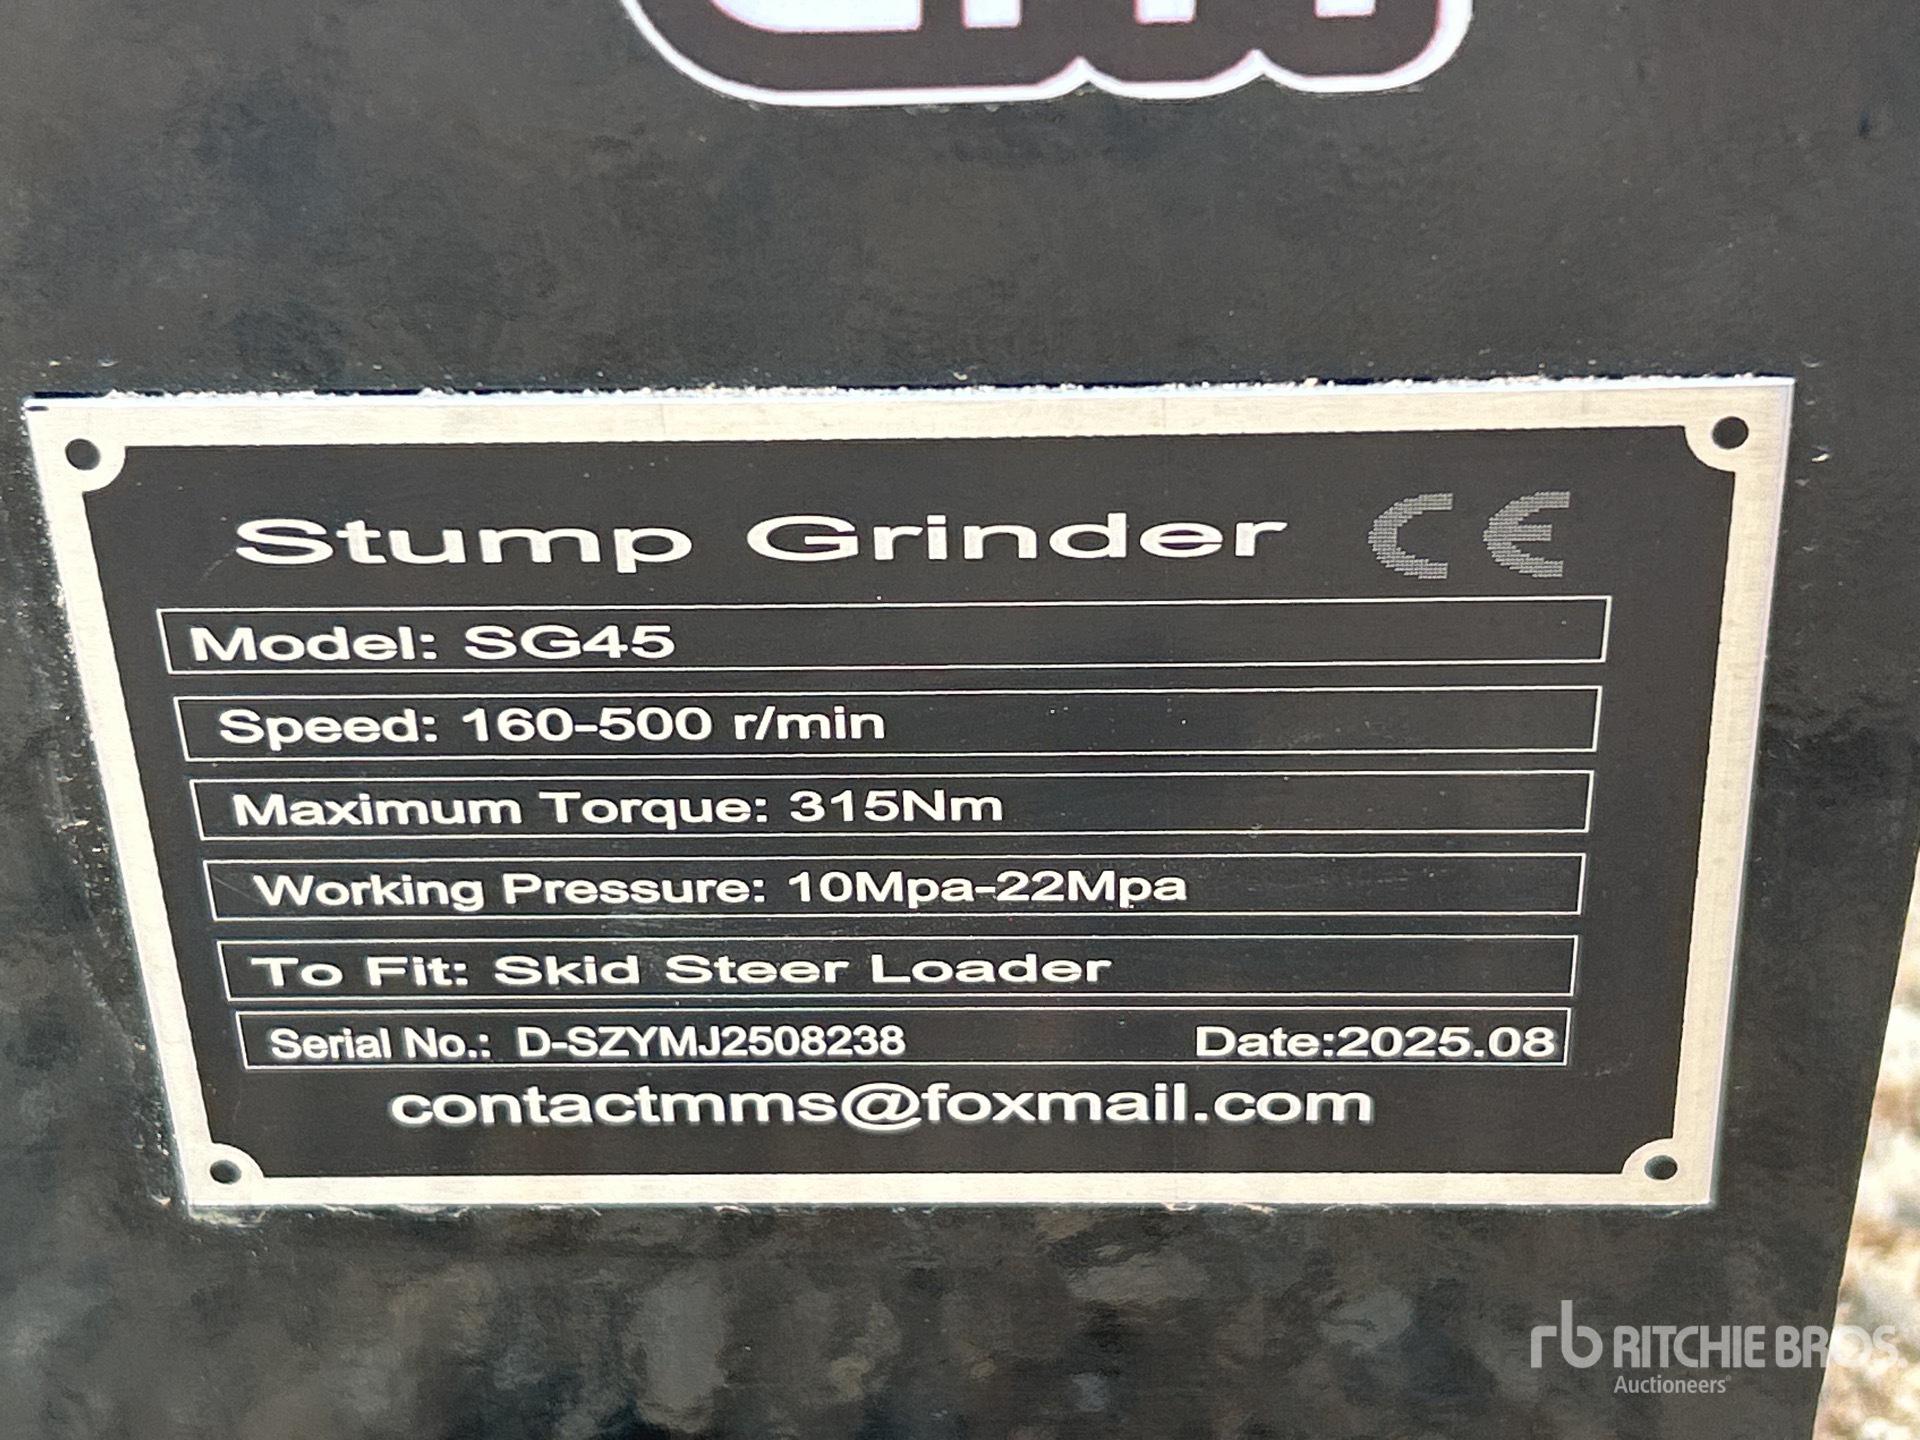 Stump Grinder CE
Model: SG45
Speed: 160-500 r/min
Maximum Torque: 315Nm
Working Pressure: 10Mpa-22Mpa
To Fit: Skid Steer Loader
Serial No.: D-SZYMJ2508238 Date:2025.08
contactmms@foxmail.com
rb RITCHIE BROS.
Auctioneers